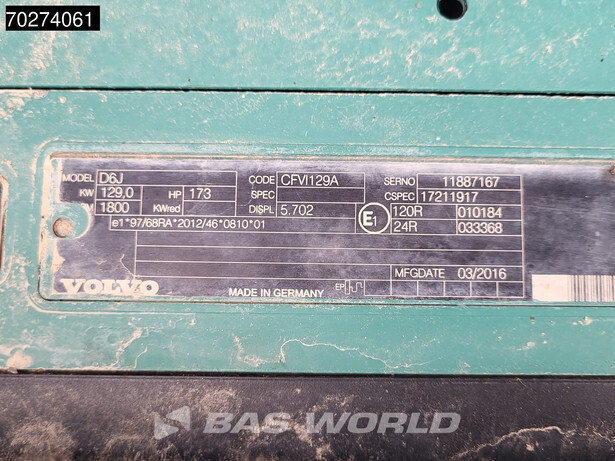 70274061
MODEL D6J CODE CFVI129A SERNO 11887167
KW 129,0 HP 173 SPEC CSPEC 17211917
1800 KWred DISPL 5.702 E1 120R 010184
24R 033368
e1*97/68RA*2012/46*0810*01
MFGDATE 03/2016
VOLVO MADE IN GERMANY EP
BAS WORLD